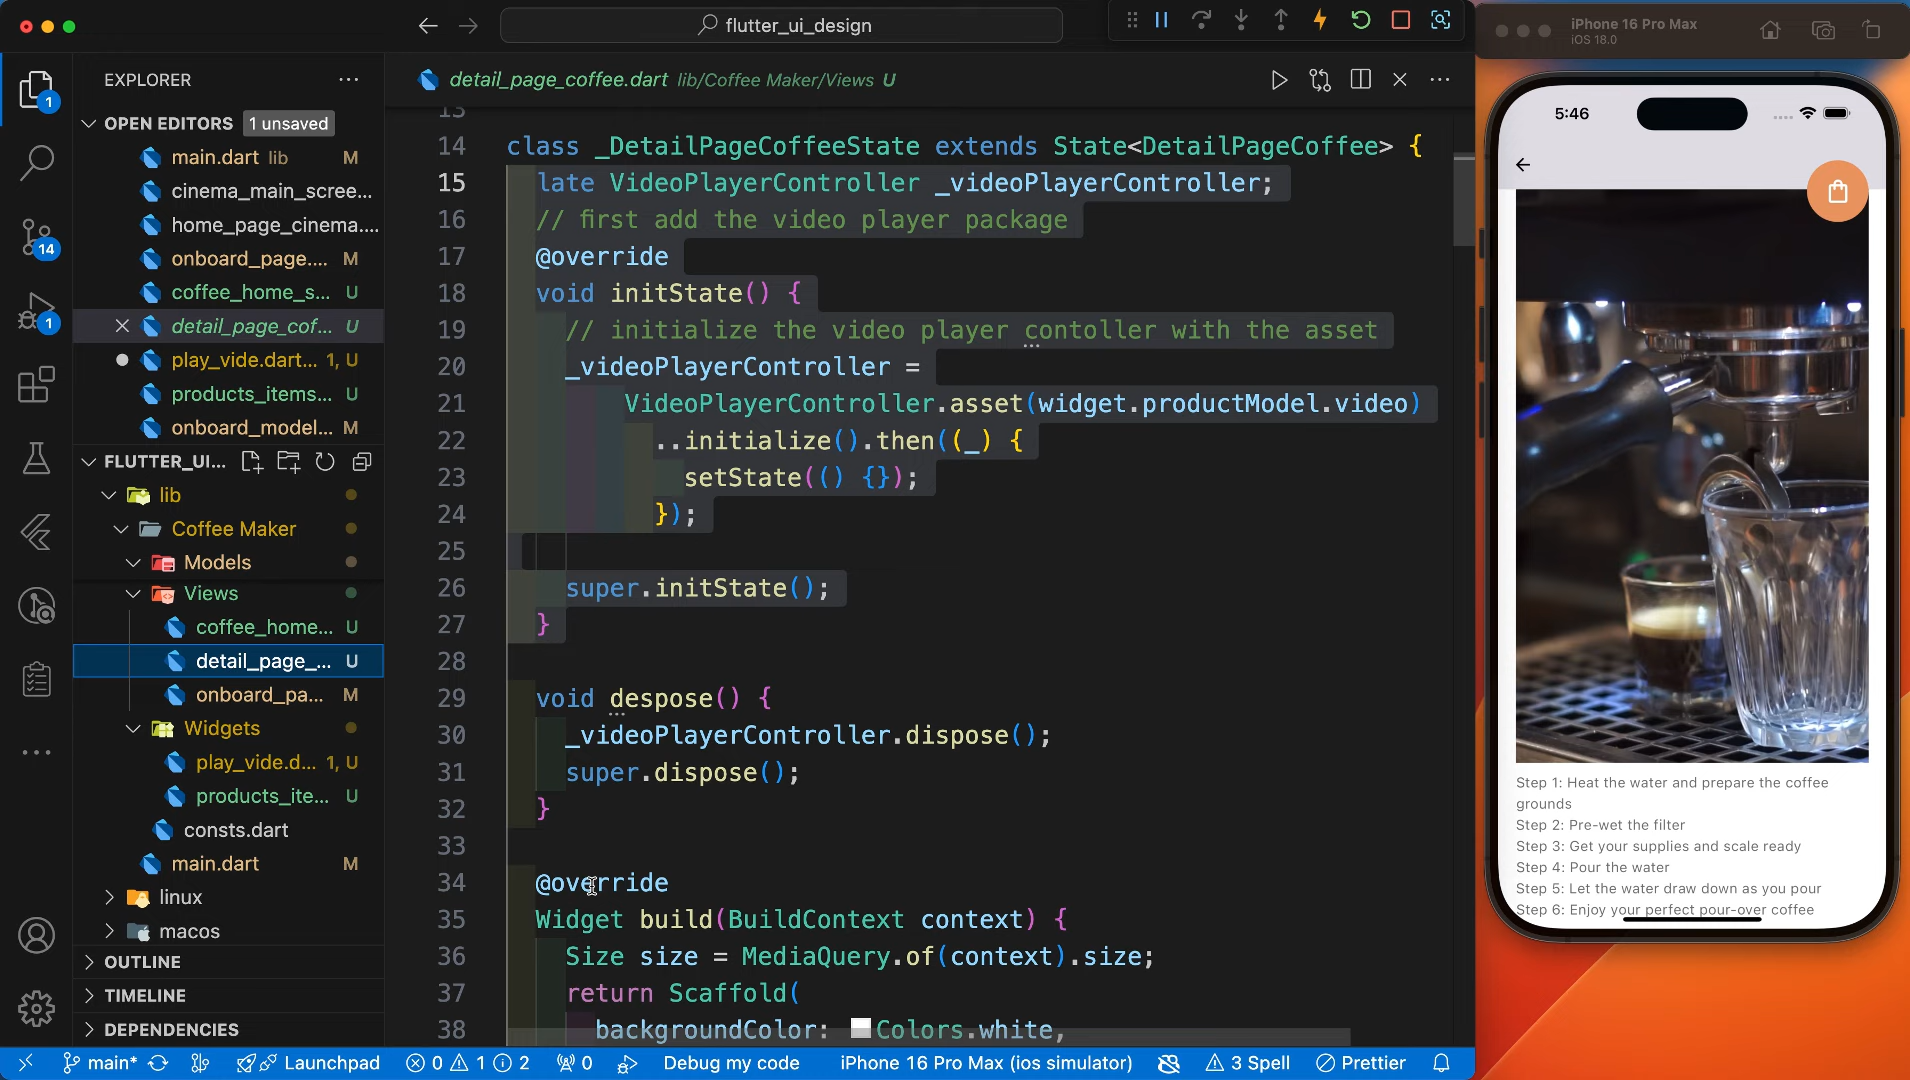 flutter_ui_design
iPhone 16 Pro Max
iOS 18.0
EXPLORER
OPEN EDITORS 1 unsaved
main.dart lib M
cinema_main_scree...
home_page_cinema....
onboard_page.... M
coffee_home_s... U
detail_page_cof... U
play_vide.dart... 1, U
products_items... U
onboard_model... M
FLUTTER_UI...
lib
Coffee Maker
Models
Views
coffee_home... U
detail_page_... U
onboard_pa... M
Widgets
play_vide.d... 1, U
products_ite... U
consts.dart
main.dart M
linux
macos
OUTLINE
TIMELINE
DEPENDENCIES
1
14
1
detail_page_coffee.dart lib/Coffee Maker/Views U
13
14 class _DetailPageCoffeeState extends State<DetailPageCoffee> {
15 late VideoPlayerController _videoPlayerController;
16 // first add the video player package
17 @override
18 void initState() {
19 // initialize the video player contoller with the asset
20 _videoPlayerController =
21 VideoPlayerController.asset(widget.productModel.video)
22 ..initialize().then((_) {
23 setState(() {});
24 });
25
26 super.initState();
27 }
28
29 void despose() {
30 _videoPlayerController.dispose();
31 super.dispose();
32 }
33
34 @override
35 Widget build(BuildContext context) {
36 Size size = MediaQuery.of(context).size;
37 return Scaffold(
38 backgroundColor: Colors.white,
5:46
Step 1: Heat the water and prepare the coffee
grounds
Step 2: Pre-wet the filter
Step 3: Get your supplies and scale ready
Step 4: Pour the water
Step 5: Let the water draw down as you pour
Step 6: Enjoy your perfect pour-over coffee
main* Launchpad 0 1 2 0 Debug my code iPhone 16 Pro Max (ios simulator) 3 Spell Prettier